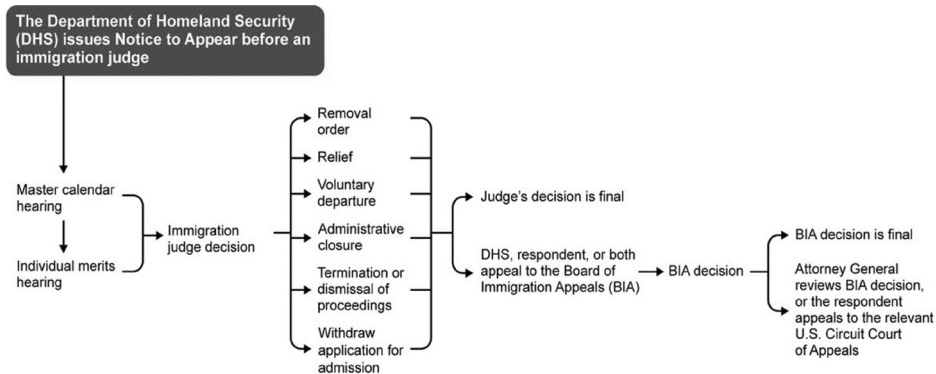 The Department of Homeland Security
(DHS) issues Notice to Appear before an
immigration judge
Master calendar
hearing
Individual merits
hearing
Immigration
judge decision
Removal
order
Relief
Voluntary
departure
Administrative
closure
Termination or
dismissal of
proceedings
Withdraw
application for
admission
Judge's decision is final
DHS, respondent, or both
appeal to the Board of
Immigration Appeals (BIA)
BIA decision
BIA decision is final
Attorney General
reviews BIA decision,
or the respondent
appeals to the relevant
U.S. Circuit Court
of Appeals